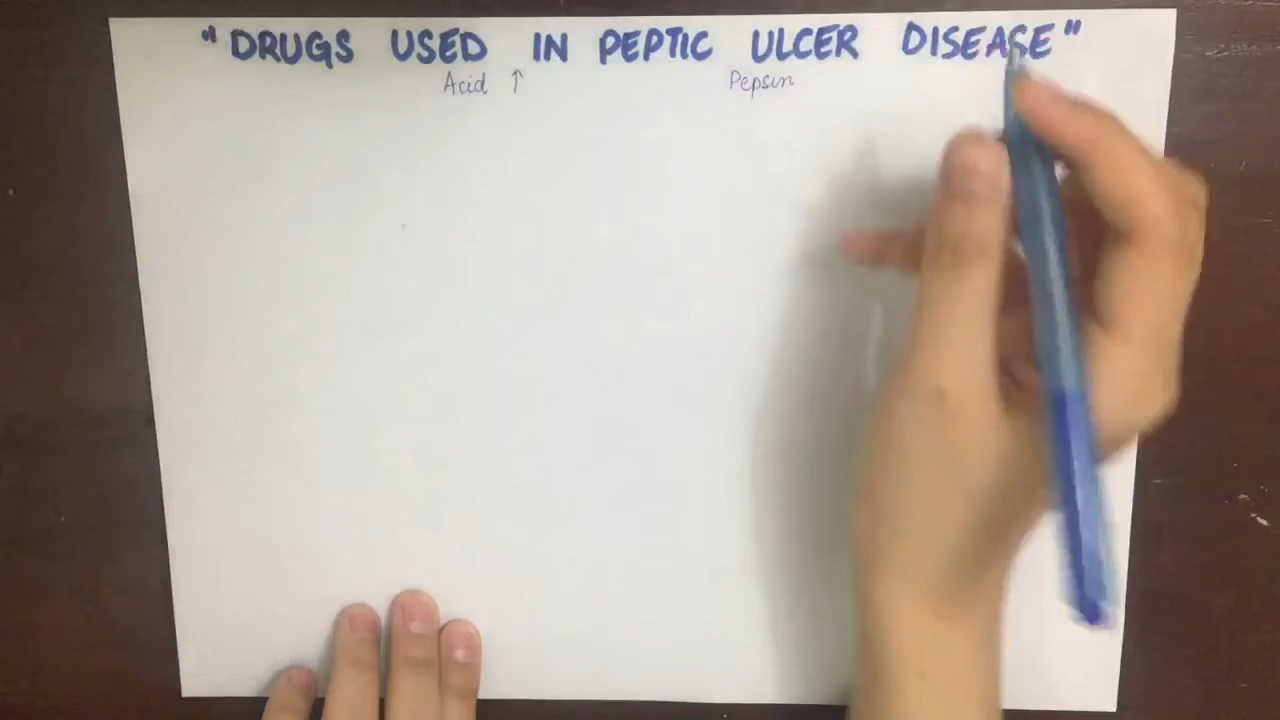 "DRUGS USED IN PEPTIC ULCER DISEASE"
Acid ↑ Pepsin